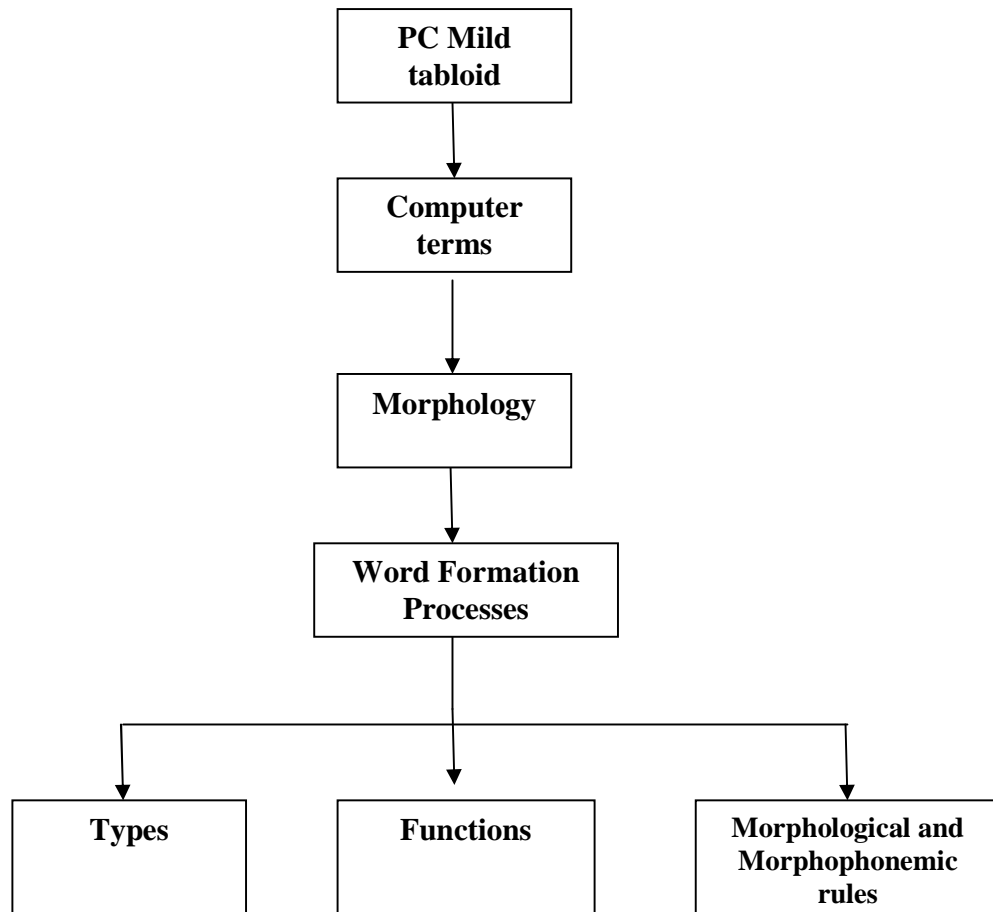 PC Mild
tabloid
Computer
terms
Morphology
Word Formation
Processes
Types
Functions
Morphological and
Morphophonemic
rules